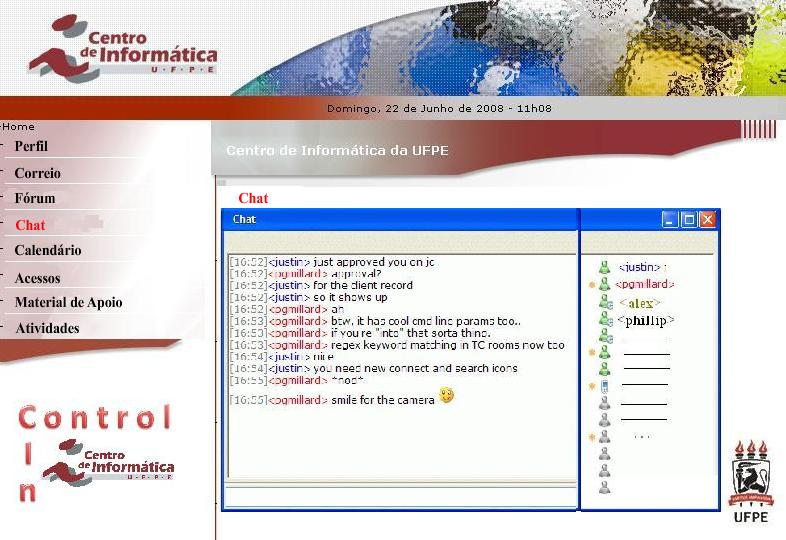 Centro
de Informática
U · F · P · E
Domingo, 22 de Junho de 2008 - 11h08
Home
Perfil
Correio
Fórum
Chat
Calendário
Acessos
Material de Apoio
Atividades
Centro de Informática da UFPE
Chat
Chat
[16:52]<justin> just approved you on jc
[16:52]<pgmillard> approval?
[16:52]<justin> for the client record
[16:52]<justin> so it shows up
[16:52]<pgmillard> ah
[16:53]<pgmillard> btw, it has cool cmd line params too..
[16:53]<pgmillard> if you're "into" that sorta thing.
[16:53]<pgmillard> regex keyword matching in TC rooms now too
[16:54]<justin> nice
[16:54]<justin> you need new connect and search icons
[16:55]<pgmillard> *nod*
[16:55]<pgmillard> smile for the camera
<justin>
<pgmillard>
<alex>
<phillip>
...
Control
In
Centro
de Informática
U · F · P · E
UFPE